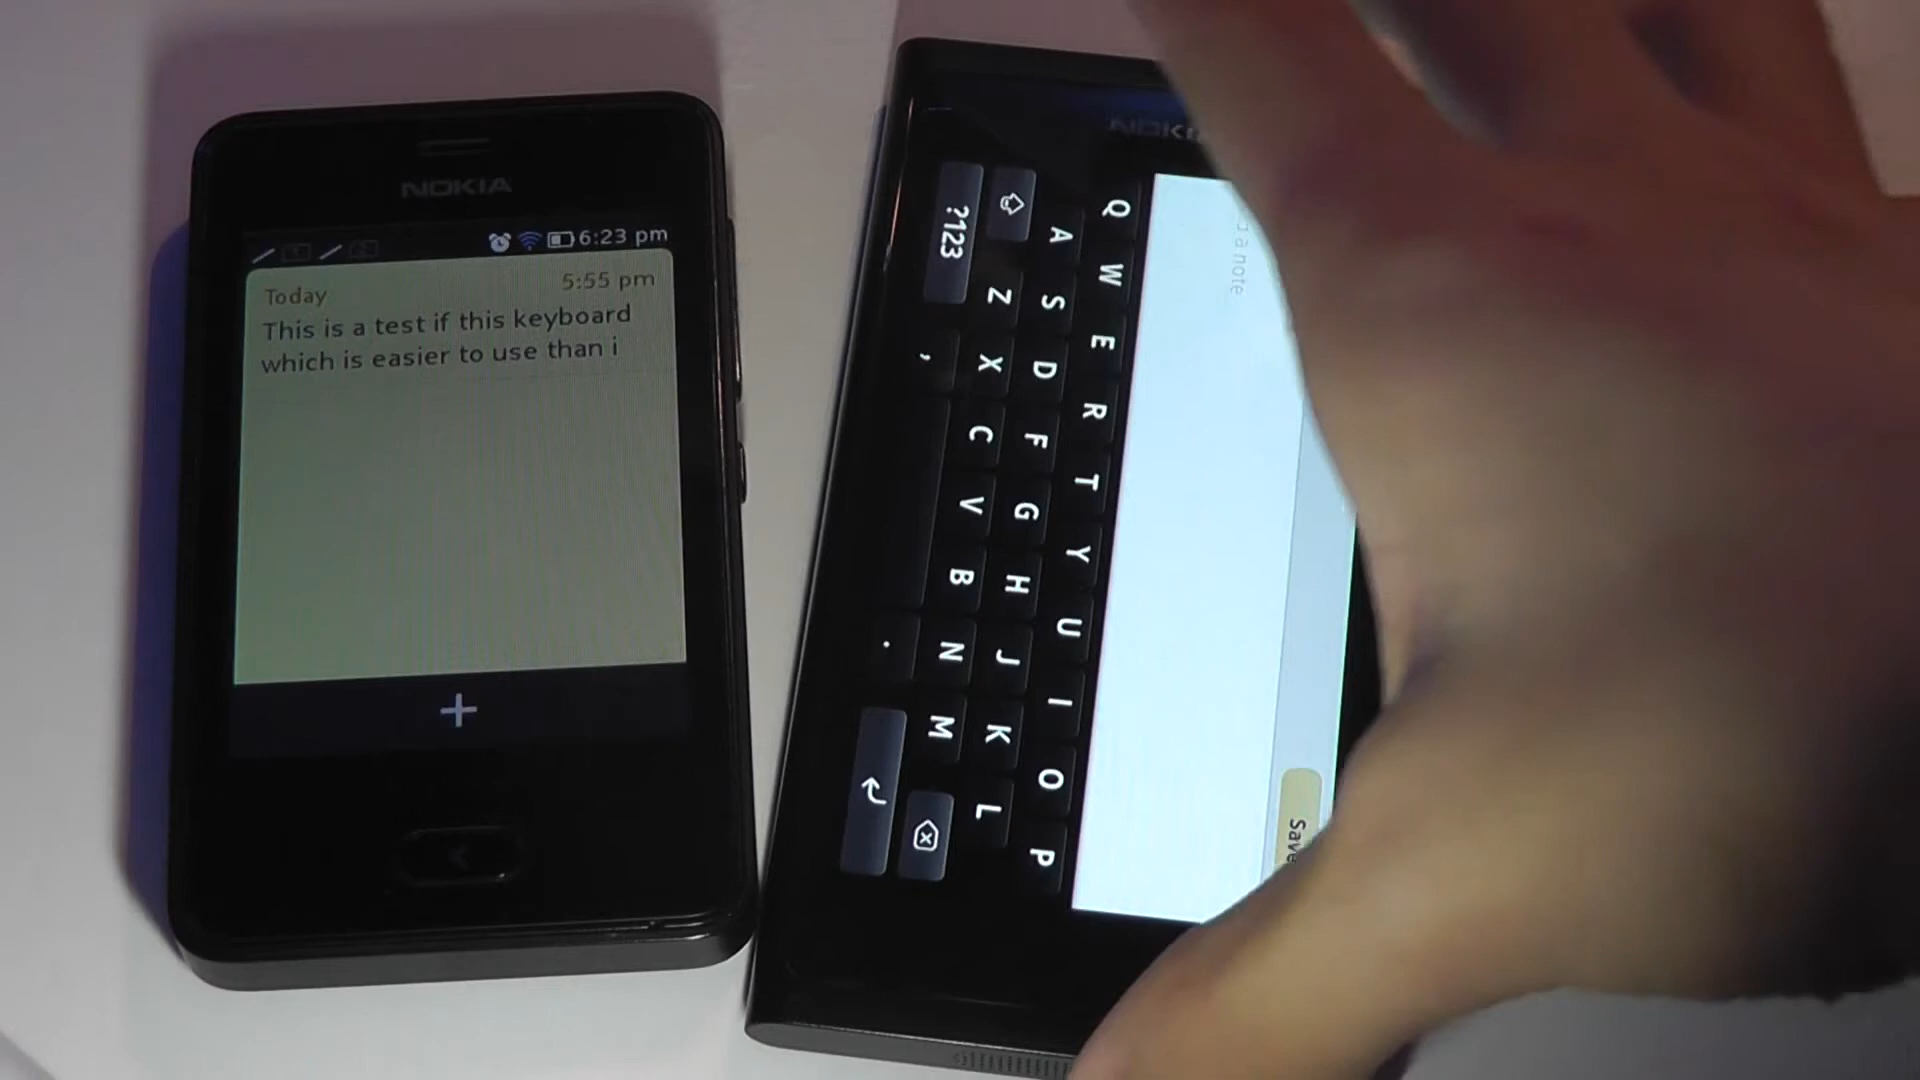 NOKIA
6:23 pm
Today
5:55 pm
This is a test if this keyboard
which is easier to use than i
+
a note
Save
Q W E R T Y U I O P
A S D F G H J K L
Z X C V B N M
?123 , .